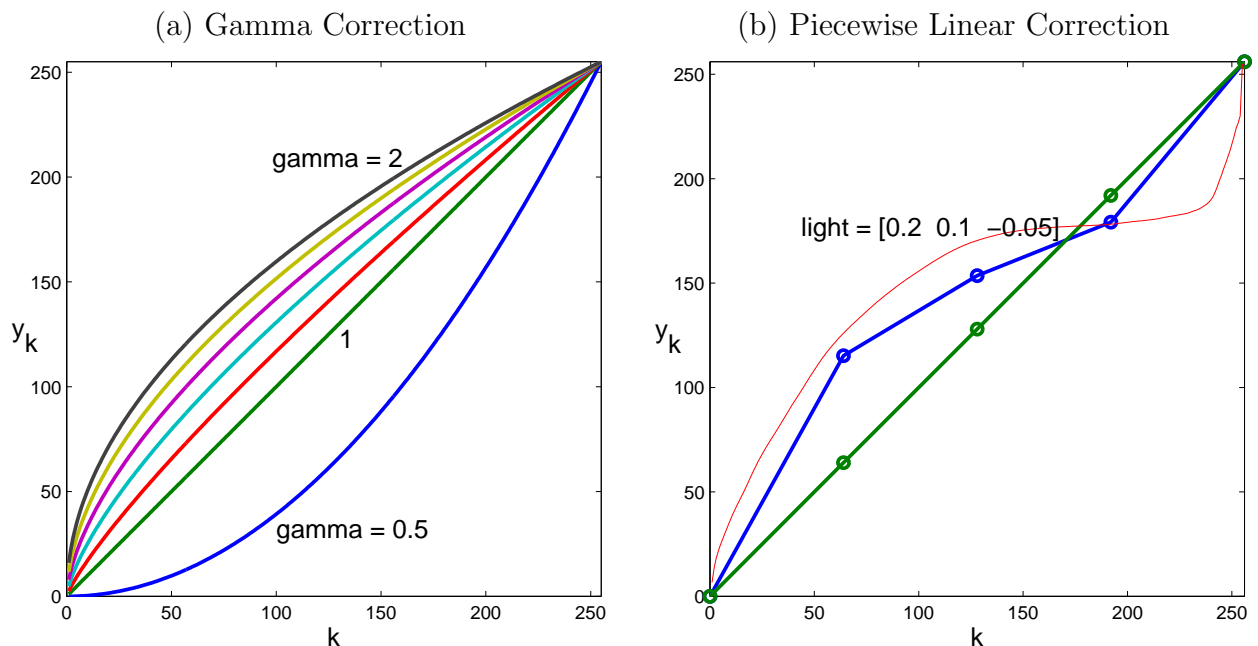 (a) Gamma Correction
250
200
150
100
50
0
0 50 100 150 200 250
y_k
k
gamma = 2
1
gamma = 0.5
(b) Piecewise Linear Correction
250
200
150
100
50
0
0 50 100 150 200 250
y_k
k
light = [0.2 0.1 −0.05]